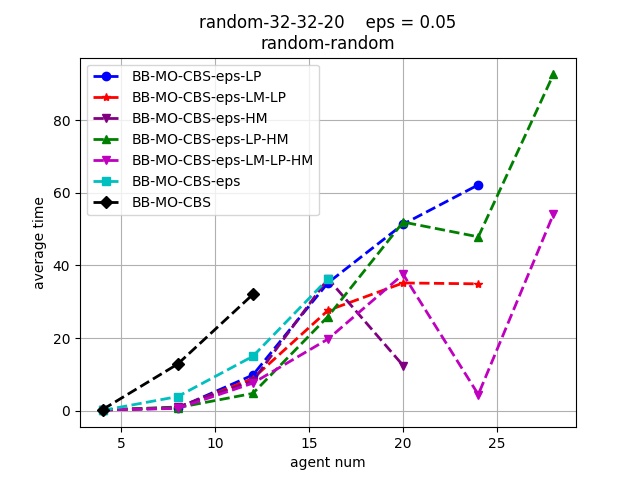 random-32-32-20    eps = 0.05
random-random
BB-MO-CBS-eps-LP
BB-MO-CBS-eps-LM-LP
BB-MO-CBS-eps-HM
BB-MO-CBS-eps-LP-HM
BB-MO-CBS-eps-LM-LP-HM
BB-MO-CBS-eps
BB-MO-CBS
average time
80
60
40
20
0
5 10 15 20 25
agent num